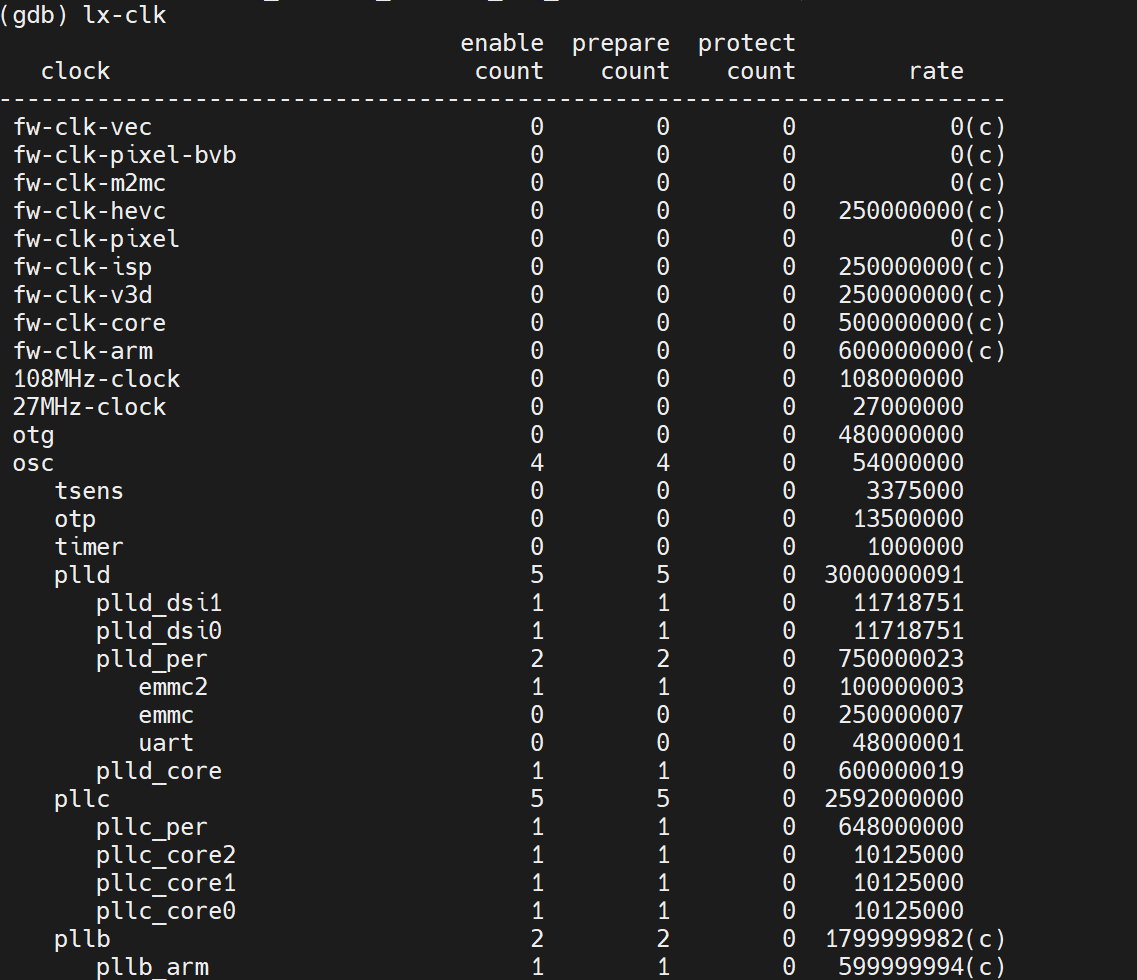 (gdb) lx-clk
                                 enable  prepare  protect
   clock                          count    count    count        rate
------------------------------------------------------------------------
 fw-clk-vec                           0        0        0           0(c)
 fw-clk-pixel-bvb                     0        0        0           0(c)
 fw-clk-m2mc                          0        0        0           0(c)
 fw-clk-hevc                          0        0        0   250000000(c)
 fw-clk-pixel                         0        0        0           0(c)
 fw-clk-isp                           0        0        0   250000000(c)
 fw-clk-v3d                           0        0        0   250000000(c)
 fw-clk-core                          0        0        0   500000000(c)
 fw-clk-arm                           0        0        0   600000000(c)
 108MHz-clock                         0        0        0   108000000
 27MHz-clock                          0        0        0    27000000
 otg                                  0        0        0   480000000
 osc                                  4        4        0    54000000
    tsens                             0        0        0     3375000
    otp                               0        0        0    13500000
    timer                             0        0        0     1000000
    plld                              5        5        0  3000000091
       plld_dsi1                      1        1        0    11718751
       plld_dsi0                      1        1        0    11718751
       plld_per                       2        2        0   750000023
          emmc2                       1        1        0   100000003
          emmc                        0        0        0   250000007
          uart                        0        0        0    48000001
       plld_core                      1        1        0   600000019
    pllc                              5        5        0  2592000000
       pllc_per                       1        1        0   648000000
       pllc_core2                     1        1        0    10125000
       pllc_core1                     1        1        0    10125000
       pllc_core0                     1        1        0    10125000
    pllb                              2        2        0  1799999982(c)
       pllb_arm                       1        1        0   599999994(c)